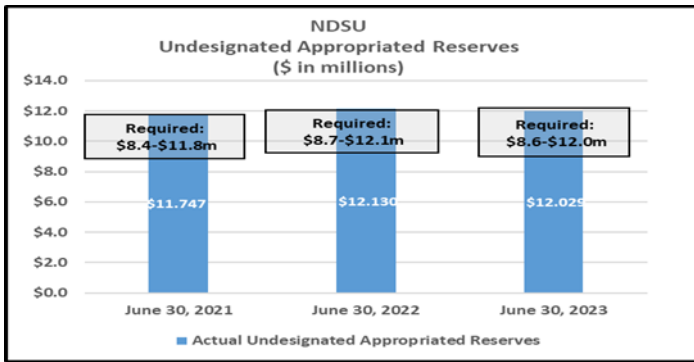 NDSU
Undesignated Appropriated Reserves
($ in millions)
$14.0
$12.0
$10.0
$8.0
$6.0
$4.0
$2.0
$0.0
Required:
$8.4-$11.8m
Required:
$8.7-$12.1m
Required:
$8.6-$12.0m
$11.747
$12.130
$12.029
June 30, 2021
June 30, 2022
June 30, 2023
Actual Undesignated Appropriated Reserves